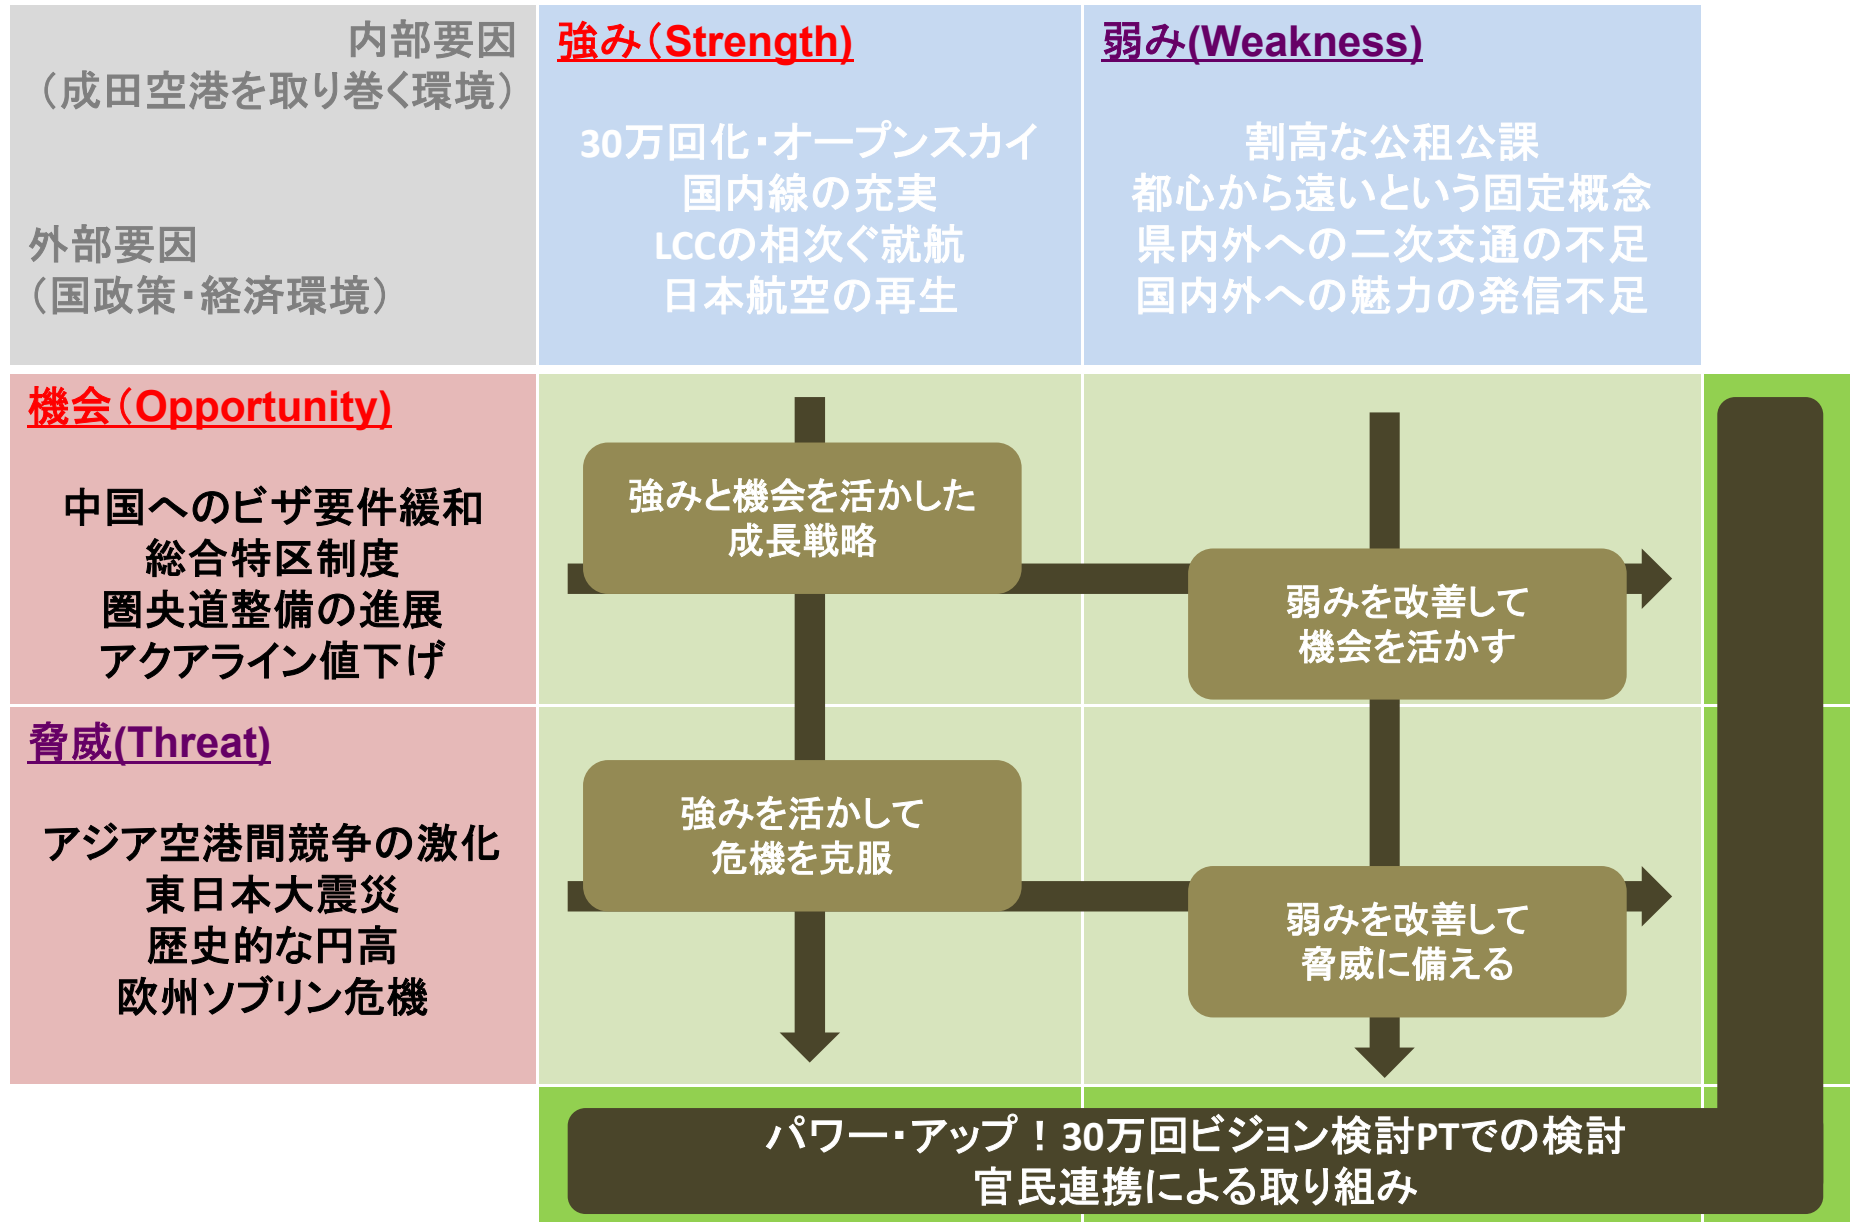 内部要因
（成田空港を取り巻く環境）
外部要因
（国政策・経済環境）
強み（Strength)
30万回化・オープンスカイ
国内線の充実
LCCの相次ぐ就航
日本航空の再生
弱み(Weakness)
割高な公租公課
都心から遠いという固定概念
県内外への二次交通の不足
国内外への魅力の発信不足
機会（Opportunity)
中国へのビザ要件緩和
総合特区制度
圏央道整備の進展
アクアライン値下げ
強みと機会を活かした
成長戦略
弱みを改善して
機会を活かす
脅威(Threat)
アジア空港間競争の激化
東日本大震災
歴史的な円高
欧州ソブリン危機
強みを活かして
危機を克服
弱みを改善して
脅威に備える
パワー・アップ！30万回ビジョン検討PTでの検討
官民連携による取り組み